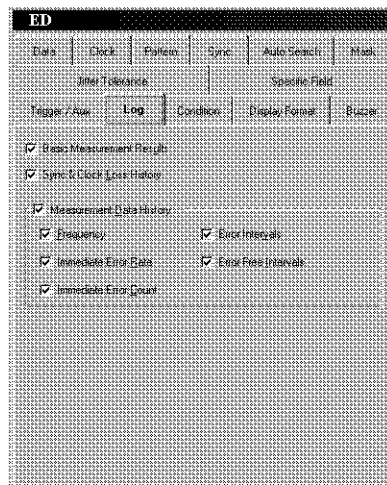 ED
Data Clock Pattern Sync Auto Search Mask
Jitter Tolerance Specific Field
Trigger / Aux Log Condition Display Format Buzzer
Basic Measurement Results
Sync & Clock Loss History
Measurement Data History
Frequency Error Intervals
Immediate Error Rate Error Free Intervals
Immediate Error Count